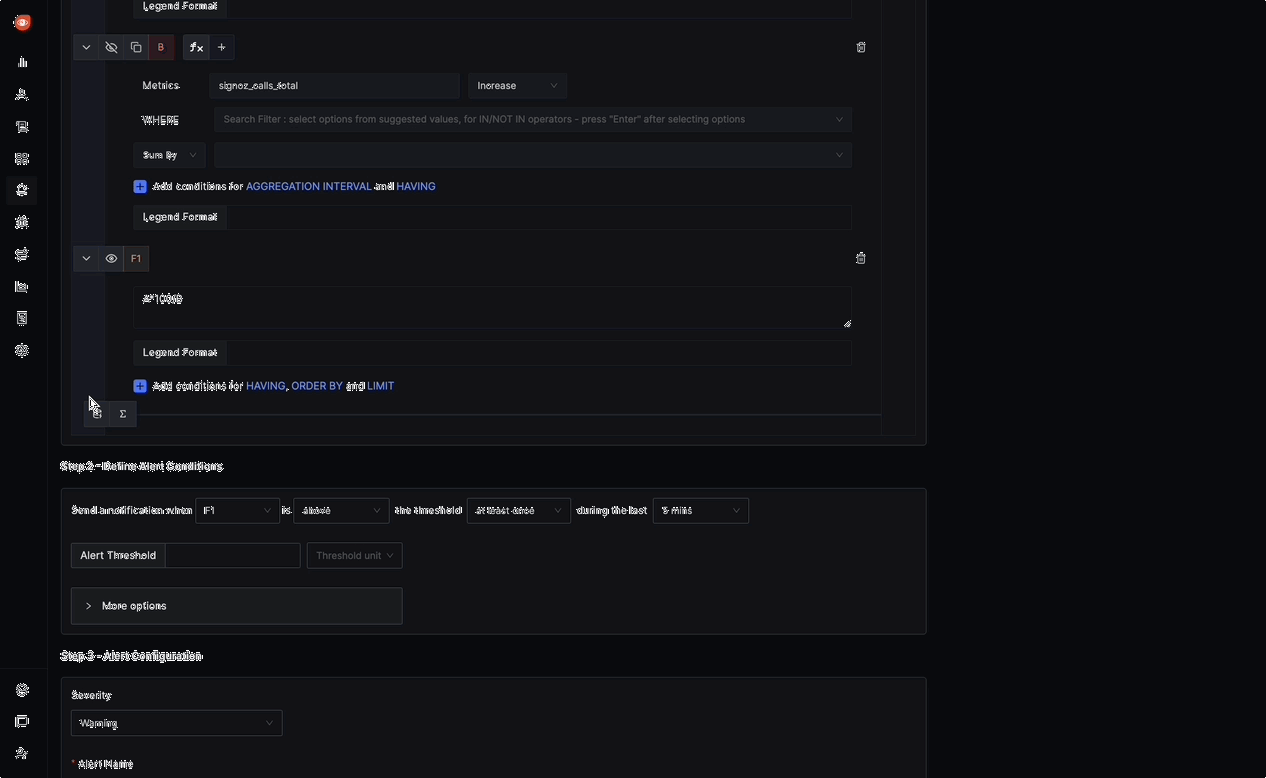 Legend Format
B
+
Metrics
signoz_calls_total
Increase
WHERE
Search Filter : select options from suggested values, for IN/NOT IN operators - press "Enter" after selecting options
Sum By
Add conditions for AGGREGATION INTERVAL and HAVING
Legend Format
F1
Legend Format
Add conditions for HAVING, ORDER BY and LIMIT
Σ
Step 2 - Define Alert Conditions
Send a notification when F1 is above the threshold at least once during the last 5 mins
Alert Threshold
Threshold unit
More options
Step 3 - Alert Configuration
Severity
Warning
* Alert Name